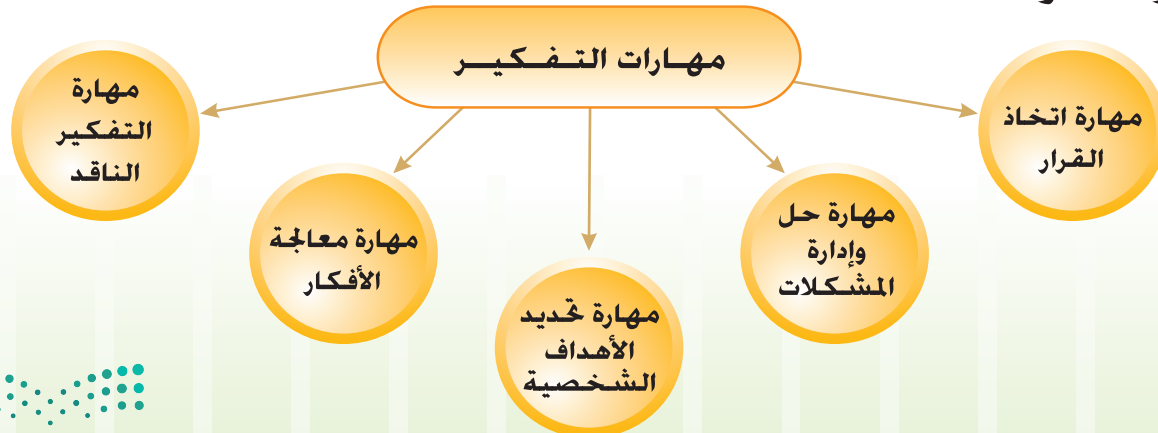 مهارات التفكير
مهارة اتخاذ
القرار
مهارة حل
وإدارة
المشكلات
مهارة تحديد
الأهداف
الشخصية
مهارة معالجة
الأفكار
مهارة
التفكير
الناقد